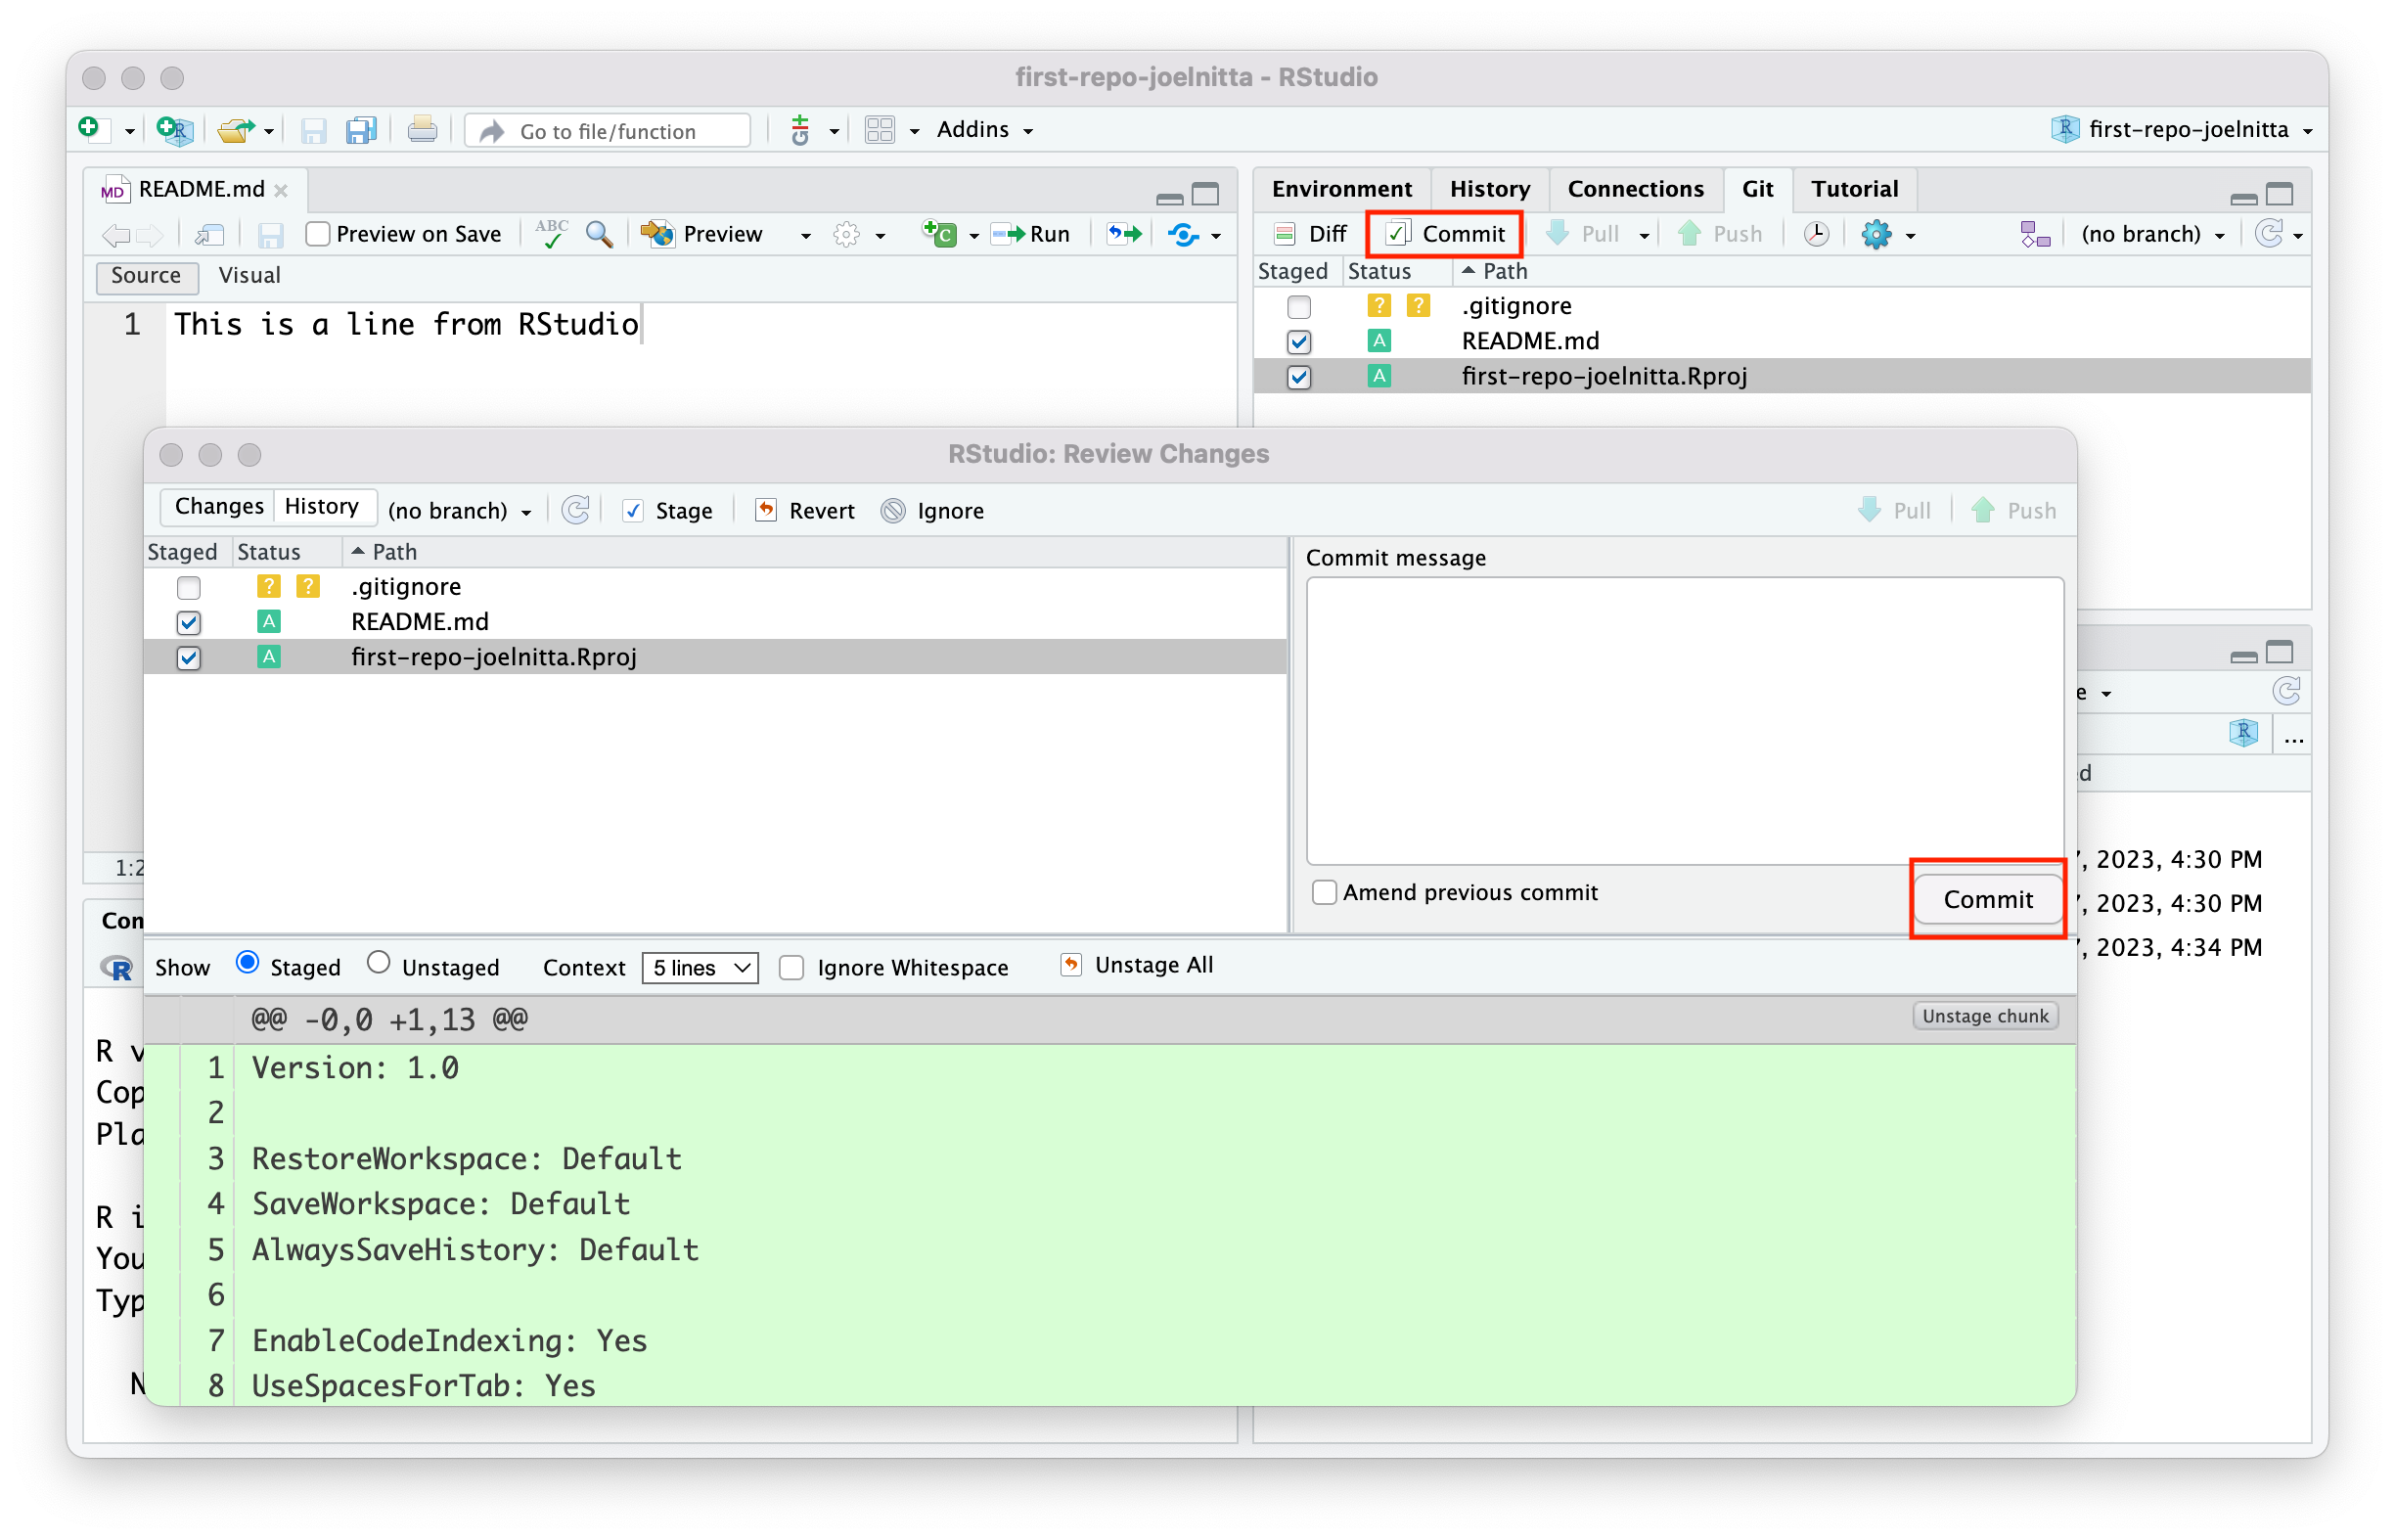 first-repo-joelnitta - RStudio
Go to file/function
Addins
first-repo-joelnitta
MD README.md
Environment History Connections Git Tutorial
Preview on Save ABC Preview Run
Diff Commit Pull Push (no branch)
Source Visual
Staged Status Path
1 This is a line from RStudio
? ? .gitignore
A README.md
A first-repo-joelnitta.Rproj
RStudio: Review Changes
Changes History (no branch) Stage Revert Ignore Pull Push
Staged Status Path
Commit message
? ? .gitignore
A README.md
A first-repo-joelnitta.Rproj
e
...
d
, 2023, 4:30 PM
, 2023, 4:30 PM
, 2023, 4:34 PM
1:2
Amend previous commit
Commit
Con
Show Staged Unstaged Context 5 lines Ignore Whitespace Unstage All
@@ -0,0 +1,13 @@
Unstage chunk
1 Version: 1.0
2
3 RestoreWorkspace: Default
4 SaveWorkspace: Default
5 AlwaysSaveHistory: Default
6
7 EnableCodeIndexing: Yes
8 UseSpacesForTab: Yes
R v
Cop
Pla
R i
You
Typ
N